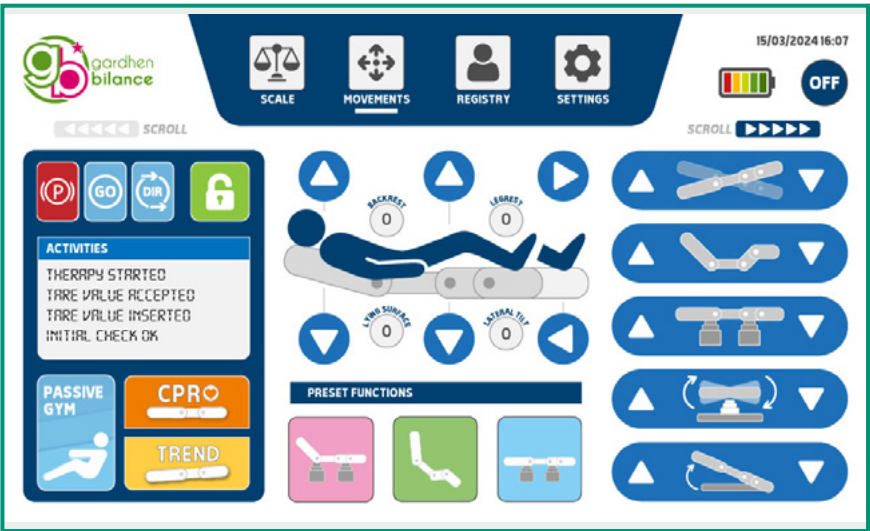 gb gardhen
bilance
SCALE
MOVEMENTS
REGISTRY
SETTINGS
15/03/2024 16:07
OFF
SCROLL
SCROLL
(P)
GO
DIR
ACTIVITIES
THERAPY STARTED
TARE VALUE ACCEPTED
TARE VALUE INSERTED
INITIAL CHECK OK
PASSIVE
GYM
CPR
TREND
BACKREST
0
LEGREST
0
LYING SURFACE
0
LATERAL TILT
0
PRESET FUNCTIONS